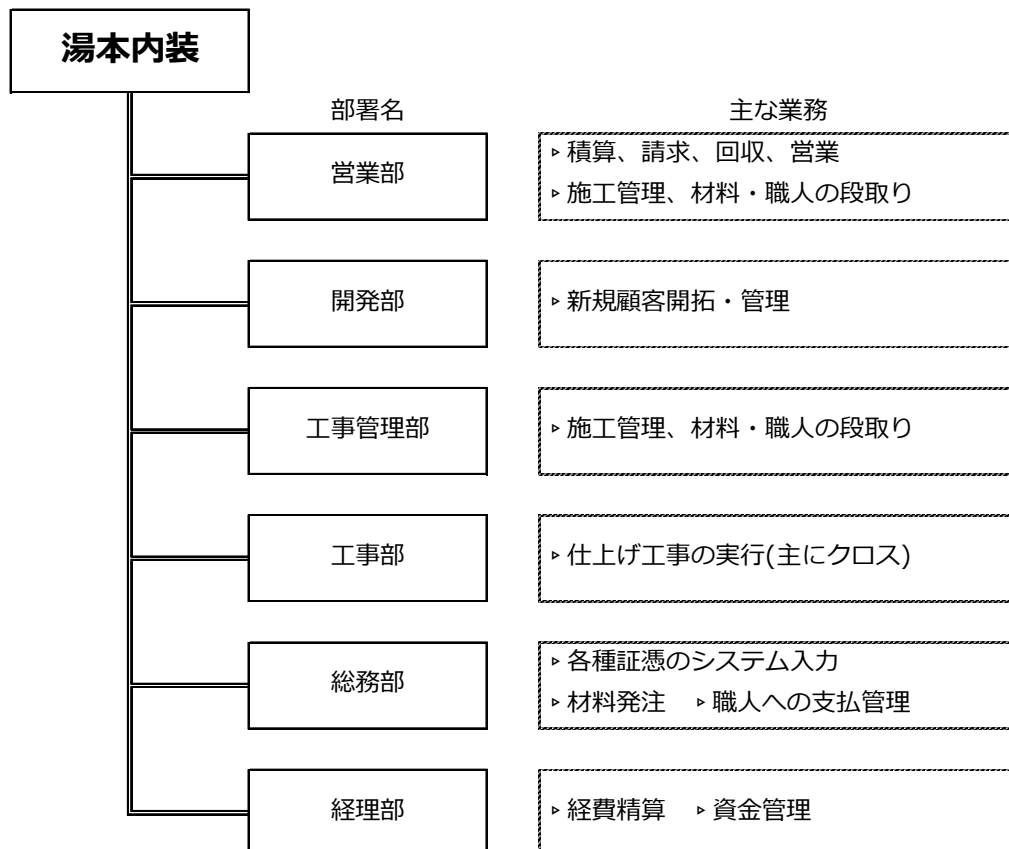 湯本内装
部署名 主な業務
営業部
▹積算、請求、回収、営業
▹施工管理、材料・職人の段取り
開発部
▹新規顧客開拓・管理
工事管理部
▹施工管理、材料・職人の段取り
工事部
▹仕上げ工事の実行(主にクロス)
総務部
▹各種証憑のシステム入力
▹材料発注 ▹職人への支払管理
経理部
▹経費精算 ▹資金管理